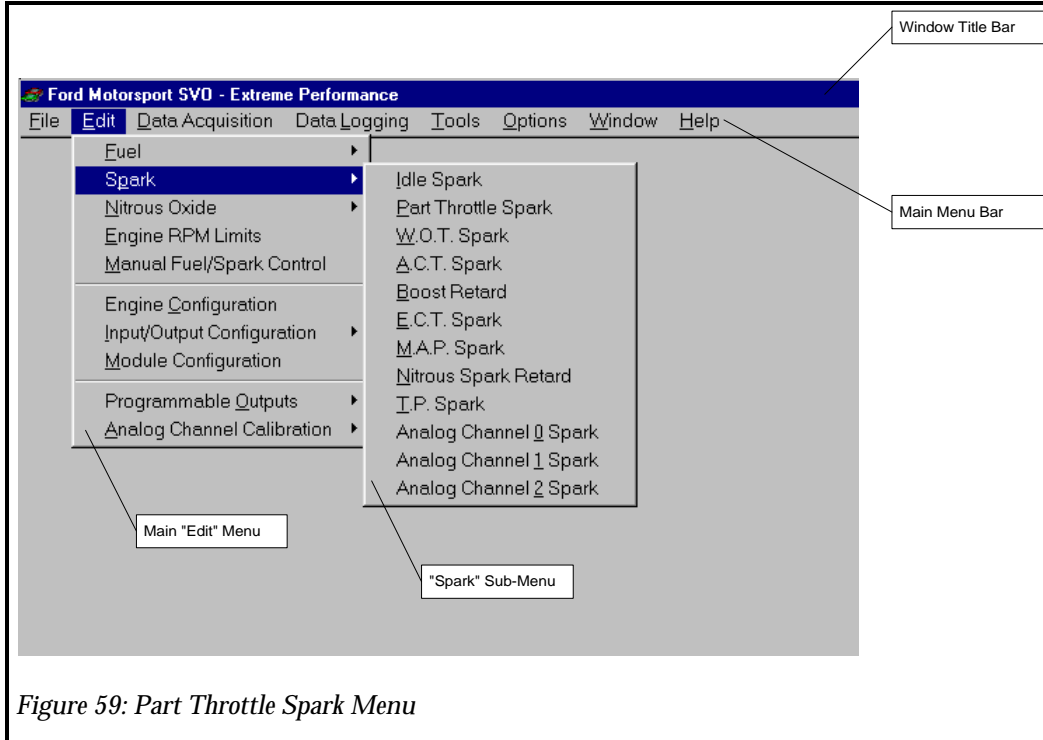 Window Title Bar
Ford Motorsport SVO - Extreme Performance
File Edit Data Acquisition Data Logging Tools Options Window Help
Main Menu Bar
Fuel
Spark
Nitrous Oxide
Engine RPM Limits
Manual Fuel/Spark Control
Engine Configuration
Input/Output Configuration
Module Configuration
Programmable Outputs
Analog Channel Calibration
Idle Spark
Part Throttle Spark
W.O.T. Spark
A.C.T. Spark
Boost Retard
E.C.T. Spark
M.A.P. Spark
Nitrous Spark Retard
T.P. Spark
Analog Channel 0 Spark
Analog Channel 1 Spark
Analog Channel 2 Spark
Main "Edit" Menu
"Spark" Sub-Menu
Figure 59: Part Throttle Spark Menu